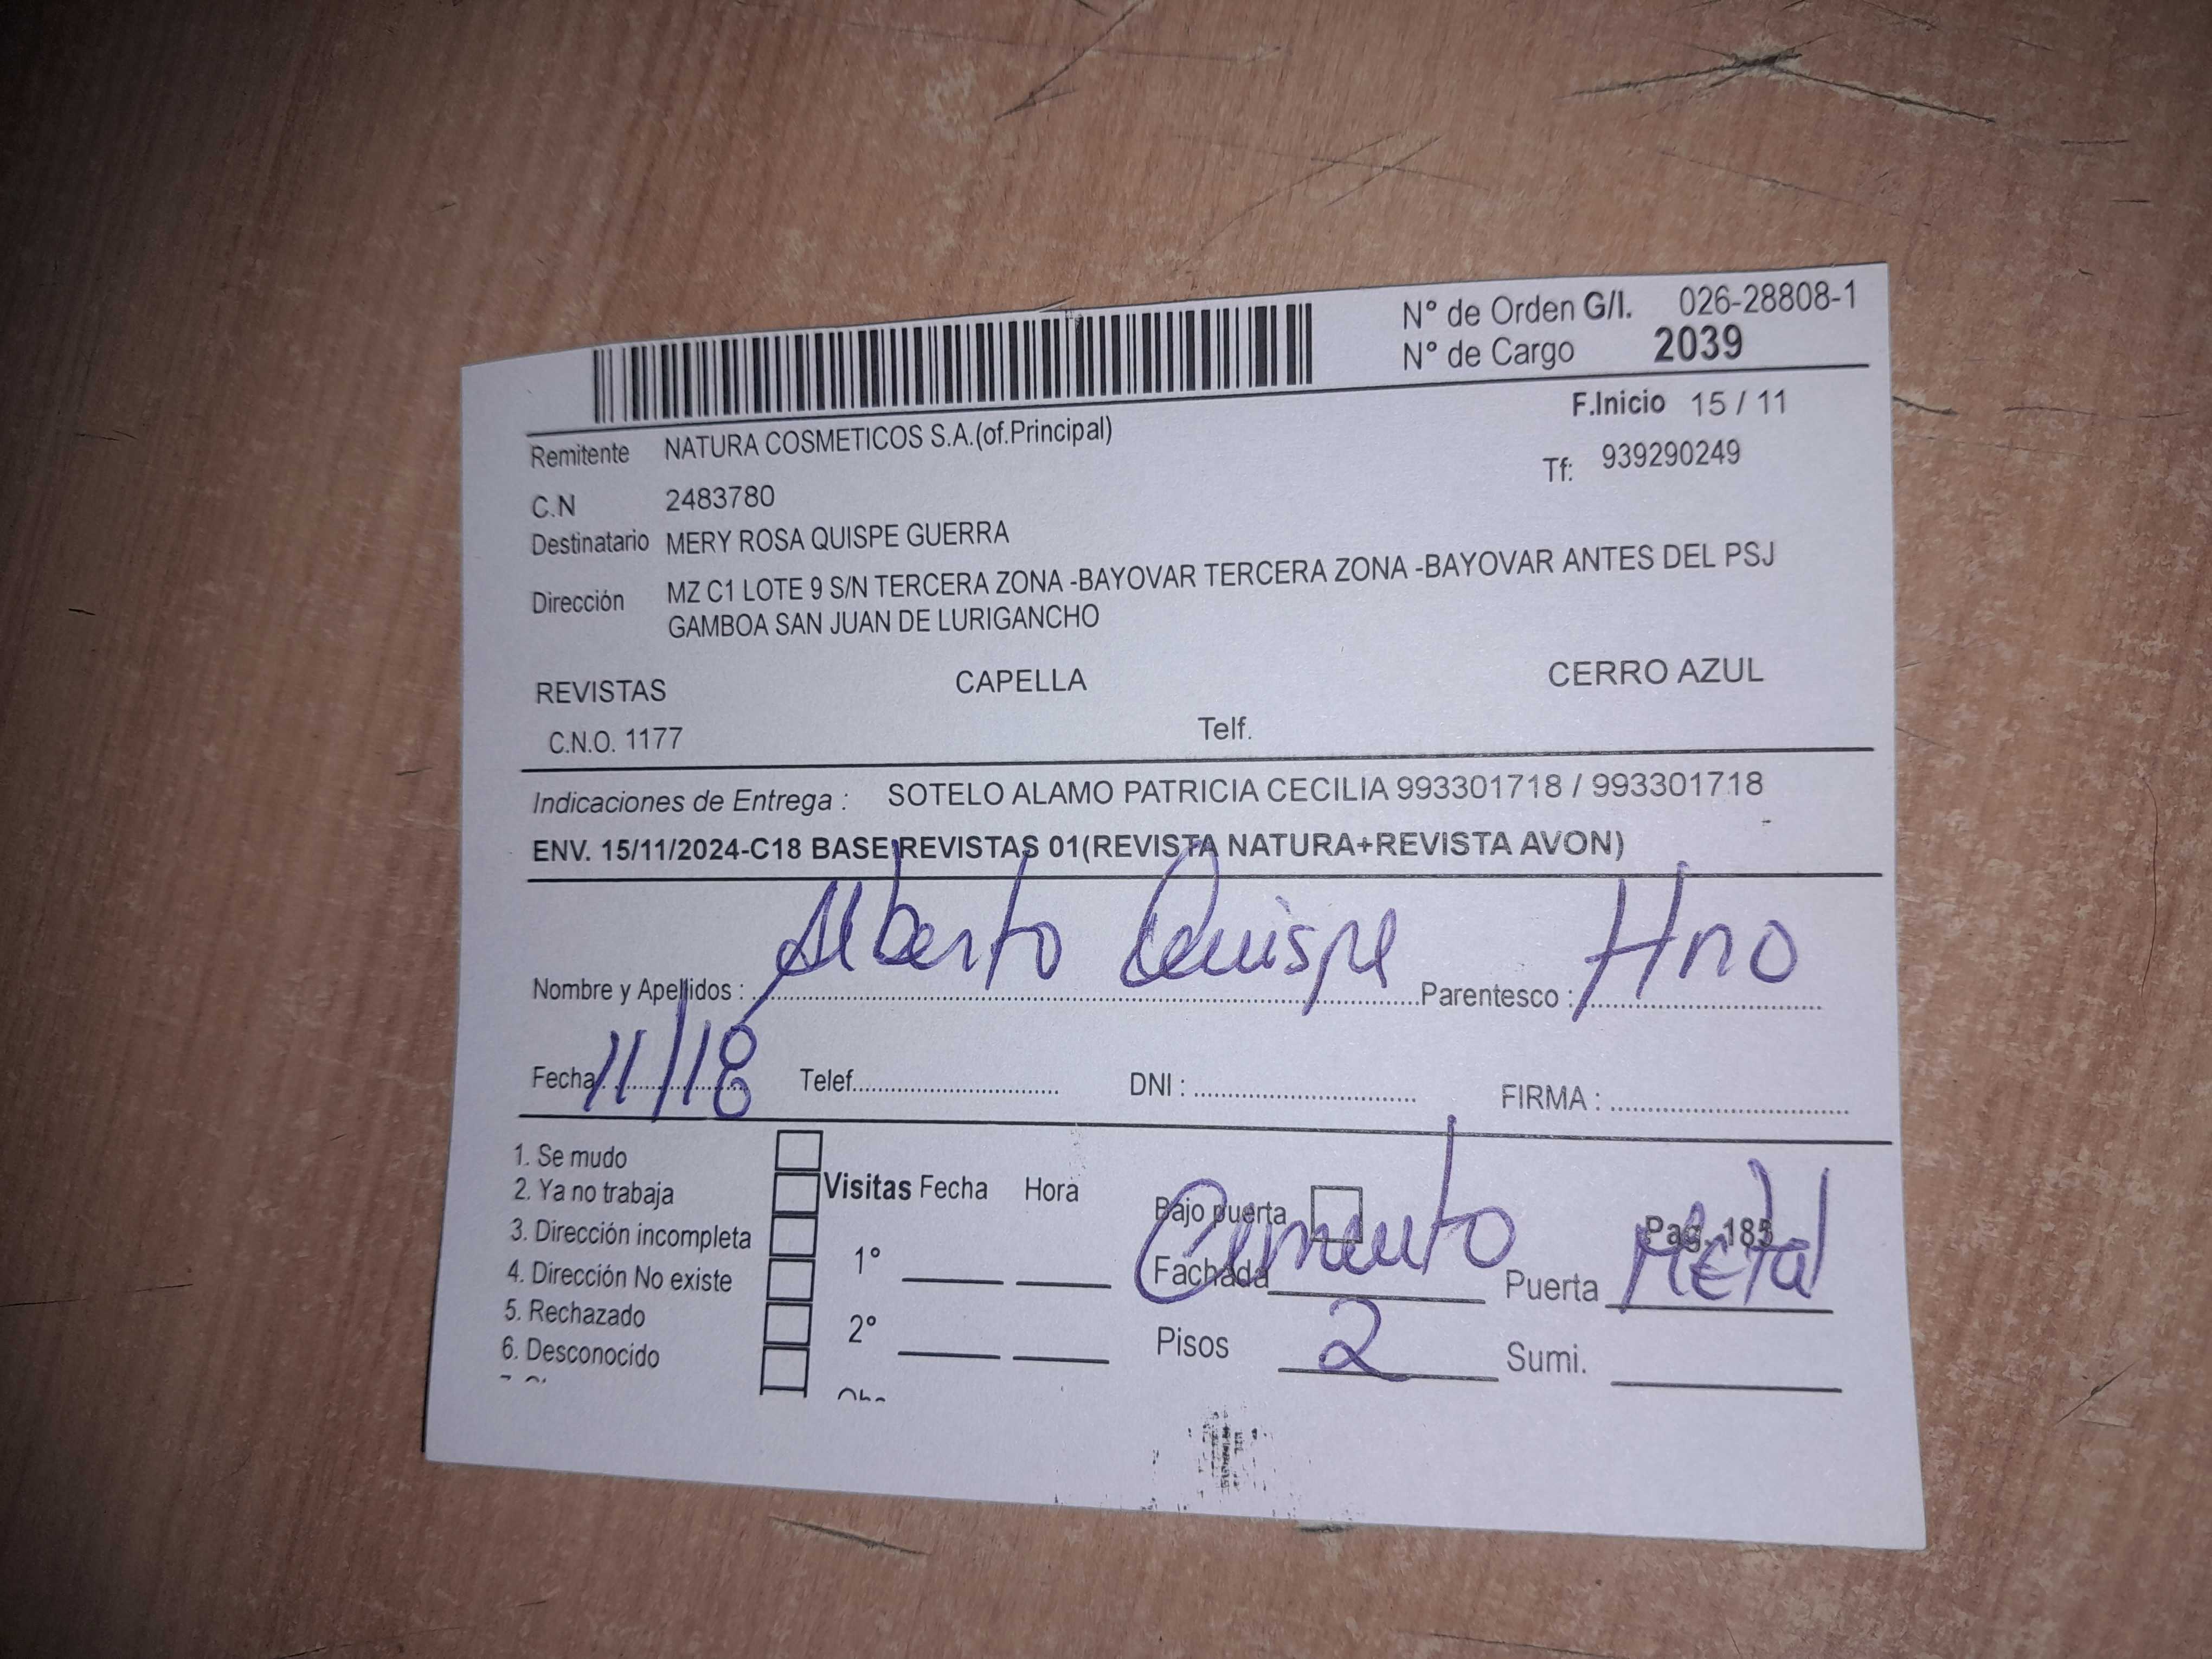 Nº de Orden G/I. 026-28808-1
Nº de Cargo 2039
F.Inicio 15 / 11
Remitente NATURA COSMETICOS S.A.(of.Principal)
Tf: 939290249
C.N 2483780
Destinatario MERY ROSA QUISPE GUERRA
Dirección MZ C1 LOTE 9 S/N TERCERA ZONA -BAYOVAR TERCERA ZONA -BAYOVAR ANTES DEL PSJ
GAMBOA SAN JUAN DE LURIGANCHO
REVISTAS CAPELLA CERRO AZUL
C.N.O. 1177 Telf.
Indicaciones de Entrega : SOTELO ALAMO PATRICIA CECILIA 993301718 / 993301718
ENV. 15/11/2024-C18 BASE REVISTAS 01(REVISTA NATURA+REVISTA AVON)
Nombre y Apellidos : Alberto Quispe Parentesco : Hno
Fecha 11/18 Telef. DNI : FIRMA :
1. Se mudo
2. Ya no trabaja
3. Dirección incompleta
4. Dirección No existe
5. Rechazado
6. Desconocido
Visitas Fecha Hora
1º
2º
Bajo puerta Pag. 183
Fachada Cemento Puerta Metal
Pisos 2 Sumi.